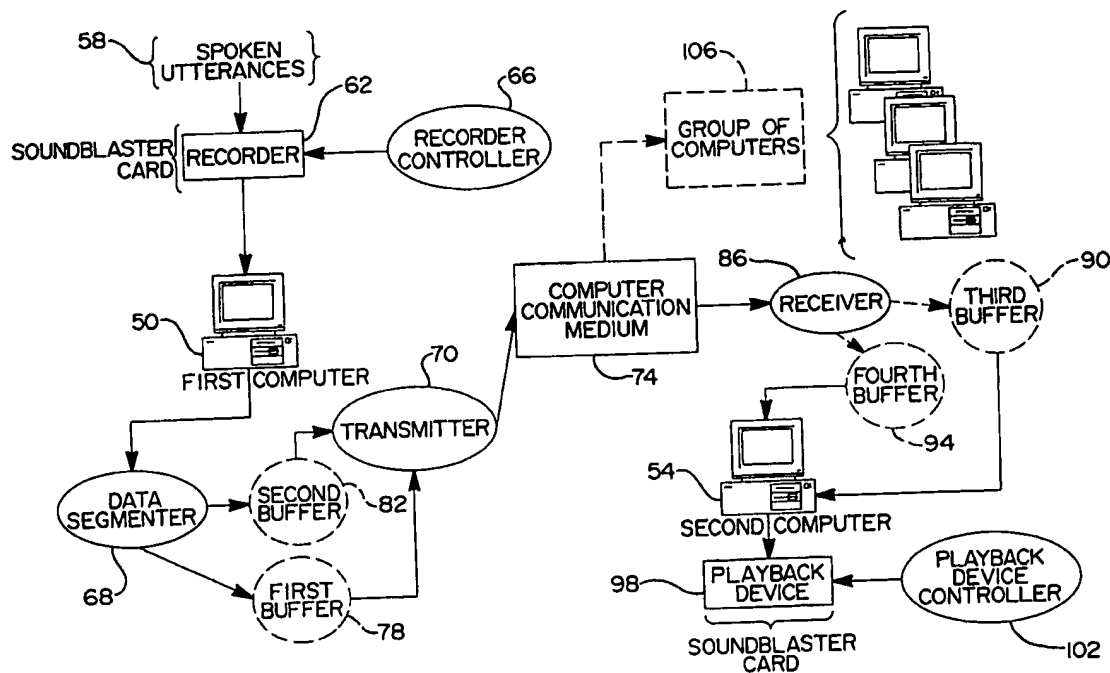 58
SPOKEN
UTTERANCES
62
66
SOUNDBLASTER
CARD
RECORDER
RECORDER
CONTROLLER
106
GROUP OF
COMPUTERS
50
FIRST COMPUTER
70
TRANSMITTER
COMPUTER
COMMUNICATION
MEDIUM
74
86
RECEIVER
90
THIRD
BUFFER
FOURTH
BUFFER
94
DATA
SEGMENTER
68
SECOND
BUFFER
82
FIRST
BUFFER
78
54
SECOND COMPUTER
98
PLAYBACK
DEVICE
SOUNDBLASTER
CARD
PLAYBACK
DEVICE
CONTROLLER
102